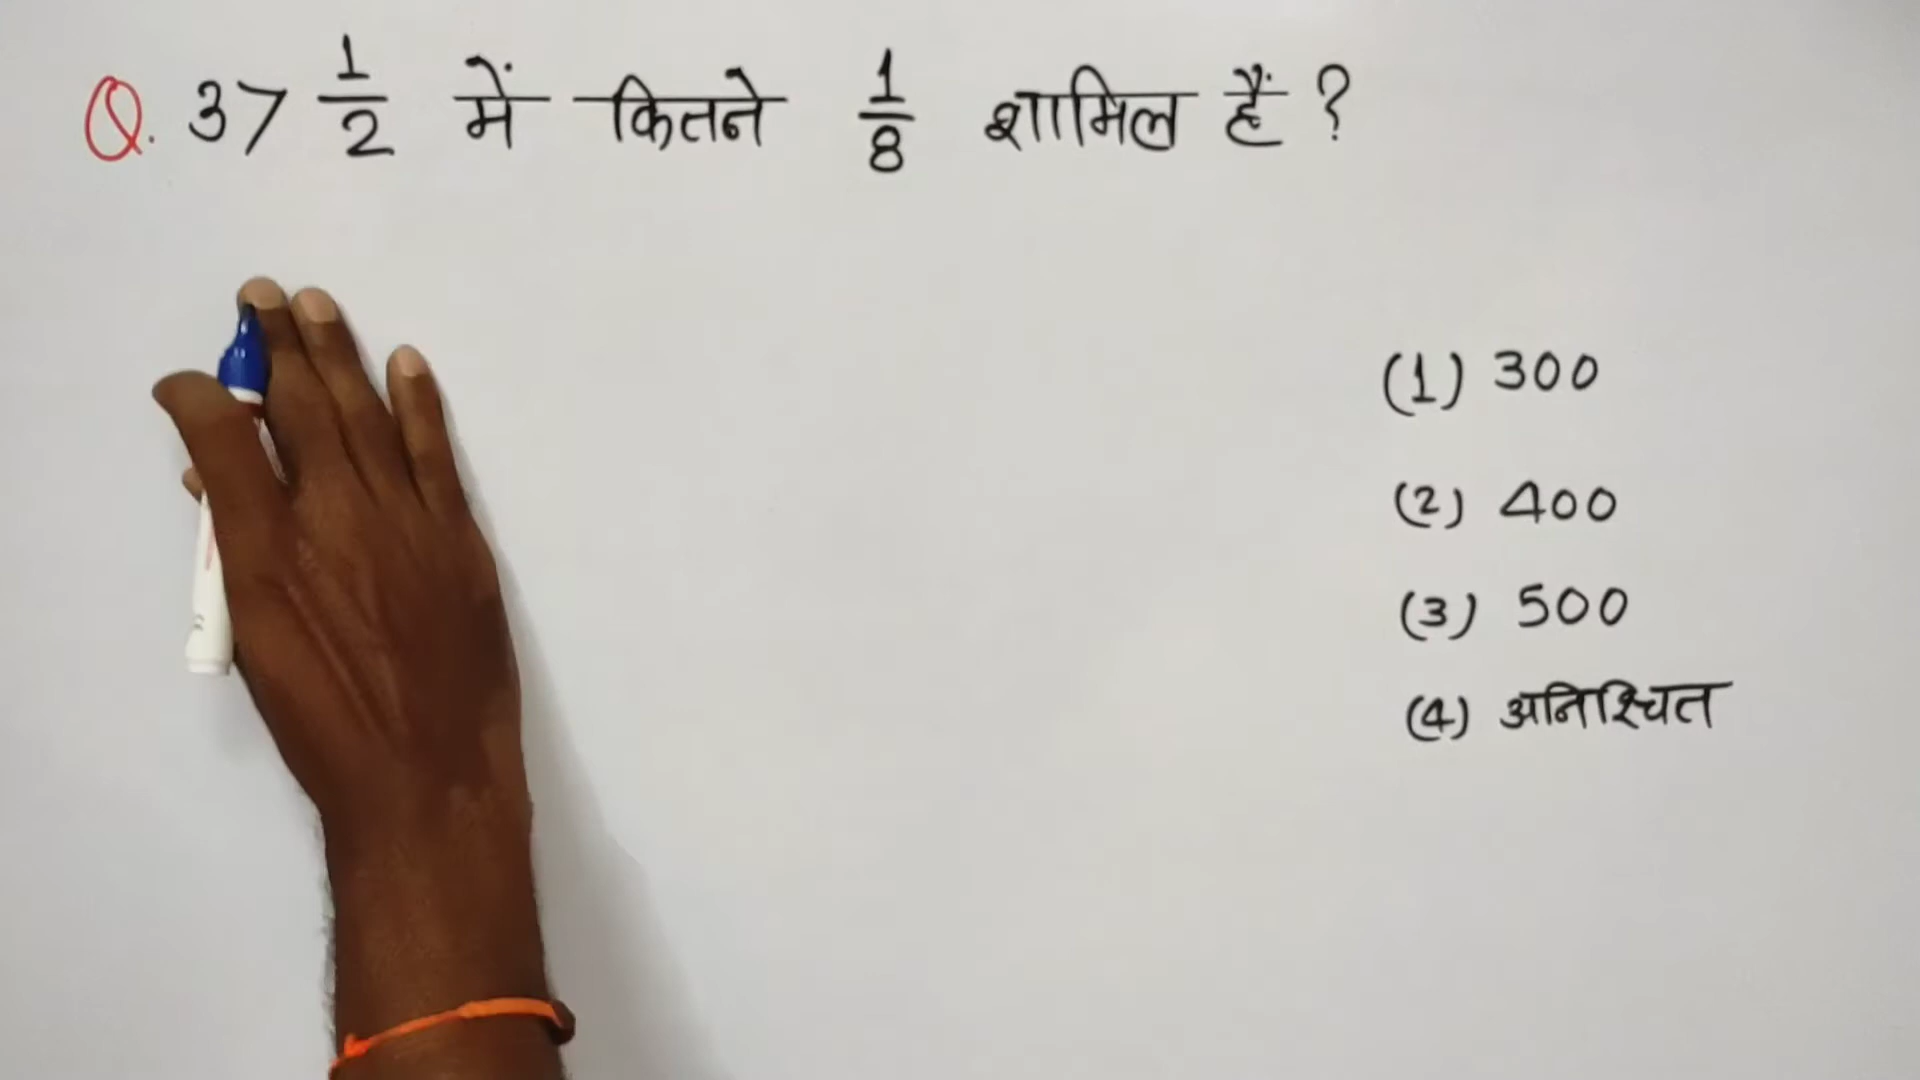 Q. 37 1/2 में कितने 1/8 शामिल हैं ?
(1) 300
(2) 400
(3) 500
(4) अनिश्चित